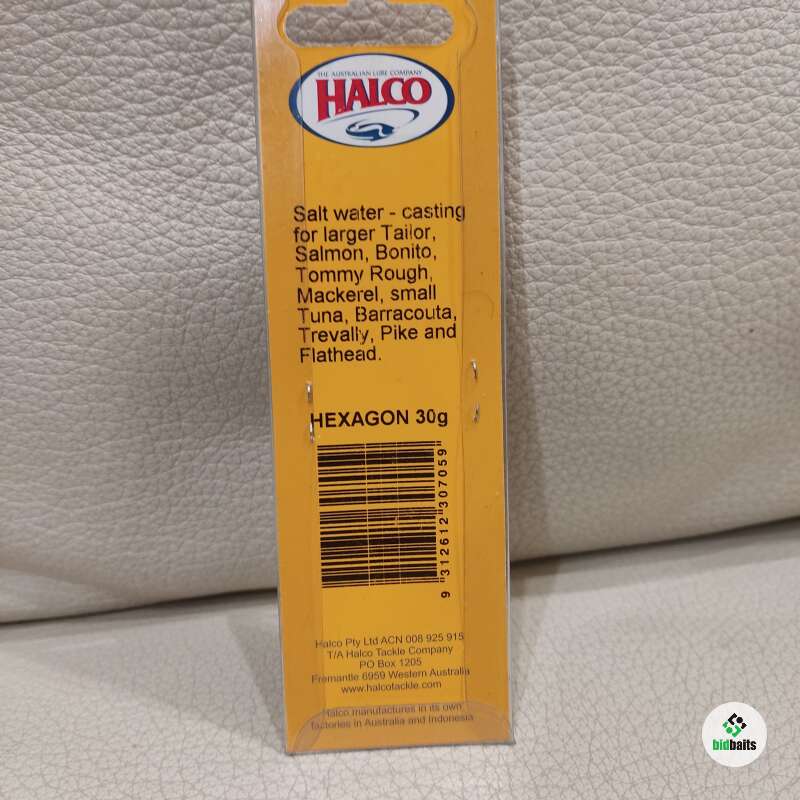 THE AUSTRALIAN LURE COMPANY
HALCO
Salt water - casting
for larger Tailor,
Salmon, Bonito,
Tommy Rough,
Mackerel, small
Tuna, Barracouta,
Trevally, Pike and
Flathead.
HEXAGON 30g
9 312612 307059
Halco Pty Ltd ACN 008 925 915
T/A Halco Tackle Company
PO Box 1205
Fremantle 6959 Western Australia
www.halcotackle.com
Halco manufactures in its own
factories in Australia and Indonesia
bidbaits